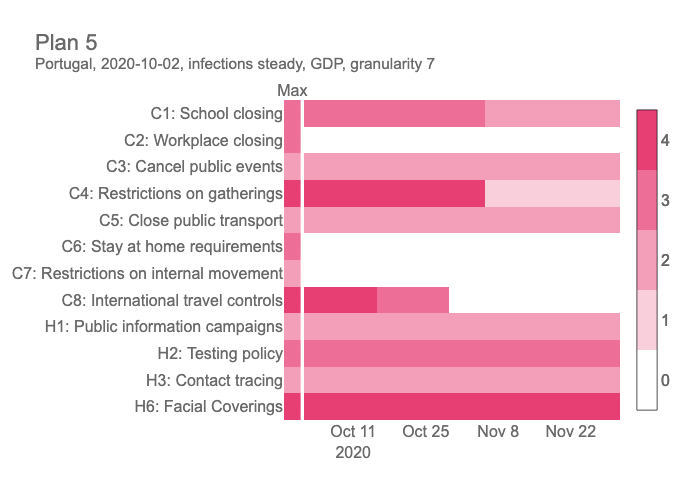 Plan 5
Portugal, 2020-10-02, infections steady, GDP, granularity 7
Max
C1: School closing
C2: Workplace closing
C3: Cancel public events
C4: Restrictions on gatherings
C5: Close public transport
C6: Stay at home requirements
C7: Restrictions on internal movement
C8: International travel controls
H1: Public information campaigns
H2: Testing policy
H3: Contact tracing
H6: Facial Coverings
Oct 11 Oct 25 Nov 8 Nov 22
2020
4
3
2
1
0